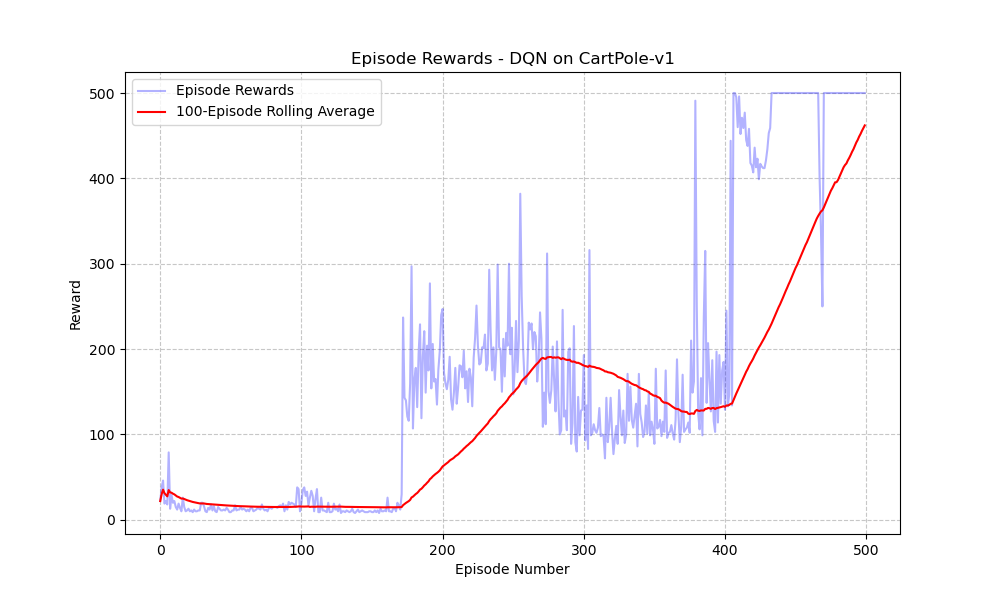 Episode Rewards - DQN on CartPole-v1
Episode Rewards
100-Episode Rolling Average
500
400
300
200
100
0
Reward
0 100 200 300 400 500
Episode Number